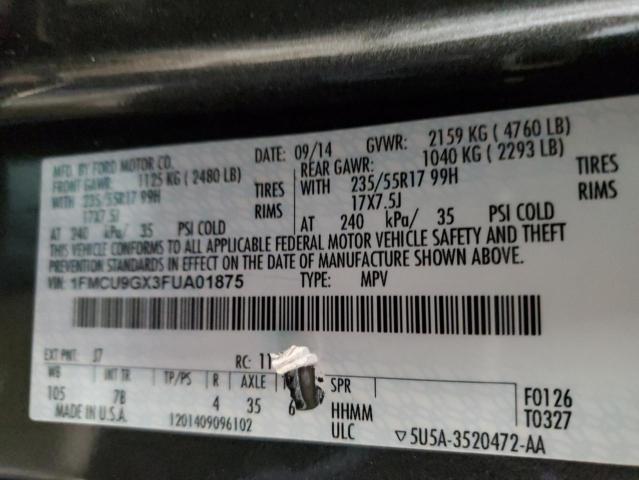 MFD. BY FORD MOTOR CO.
DATE: 09/14 GVWR: 2159 KG ( 4760 LB)
FRONT GAWR: 1125 KG ( 2480 LB) REAR GAWR: 1040 KG ( 2293 LB)
WITH 235/55R17 99H TIRES WITH 235/55R17 99H TIRES
17X7.5J RIMS 17X7.5J RIMS
AT 240 kPa/ 35 PSI COLD AT 240 kPa/ 35 PSI COLD
THIS VEHICLE CONFORMS TO ALL APPLICABLE FEDERAL MOTOR VEHICLE SAFETY AND THEFT
PREVENTION STANDARDS IN EFFECT ON THE DATE OF MANUFACTURE SHOWN ABOVE.
VIN: 1FMCU9GX3FUA01875 TYPE: MPV
EXT PNT: J7 RC: 11
WB INT TR TP/PS R AXLE SPR
105 7B 4 35 6 F0126
HHMM T0327
MADE IN U.S.A. 1201409096102 ULC ▽5U5A-3520472-AA